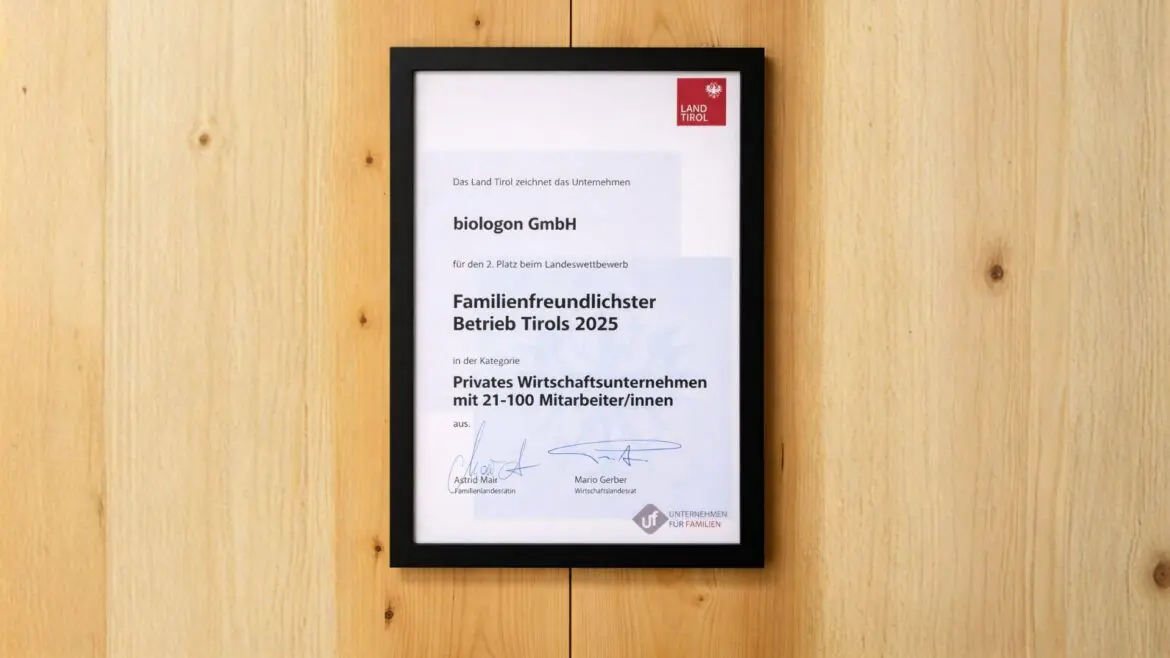 LAND
TIROL
Das Land Tirol zeichnet das Unternehmen
biologon GmbH
für den 2. Platz beim Landeswettbewerb
Familienfreundlichster
Betrieb Tirols 2025
in der Kategorie
Privates Wirtschaftsunternehmen
mit 21-100 Mitarbeiter/innen
aus.
Astrid Mair
Familienlandesrätin
Mario Gerber
Wirtschaftslandesrat
uf
UNTERNEHMEN
FÜR FAMILIEN